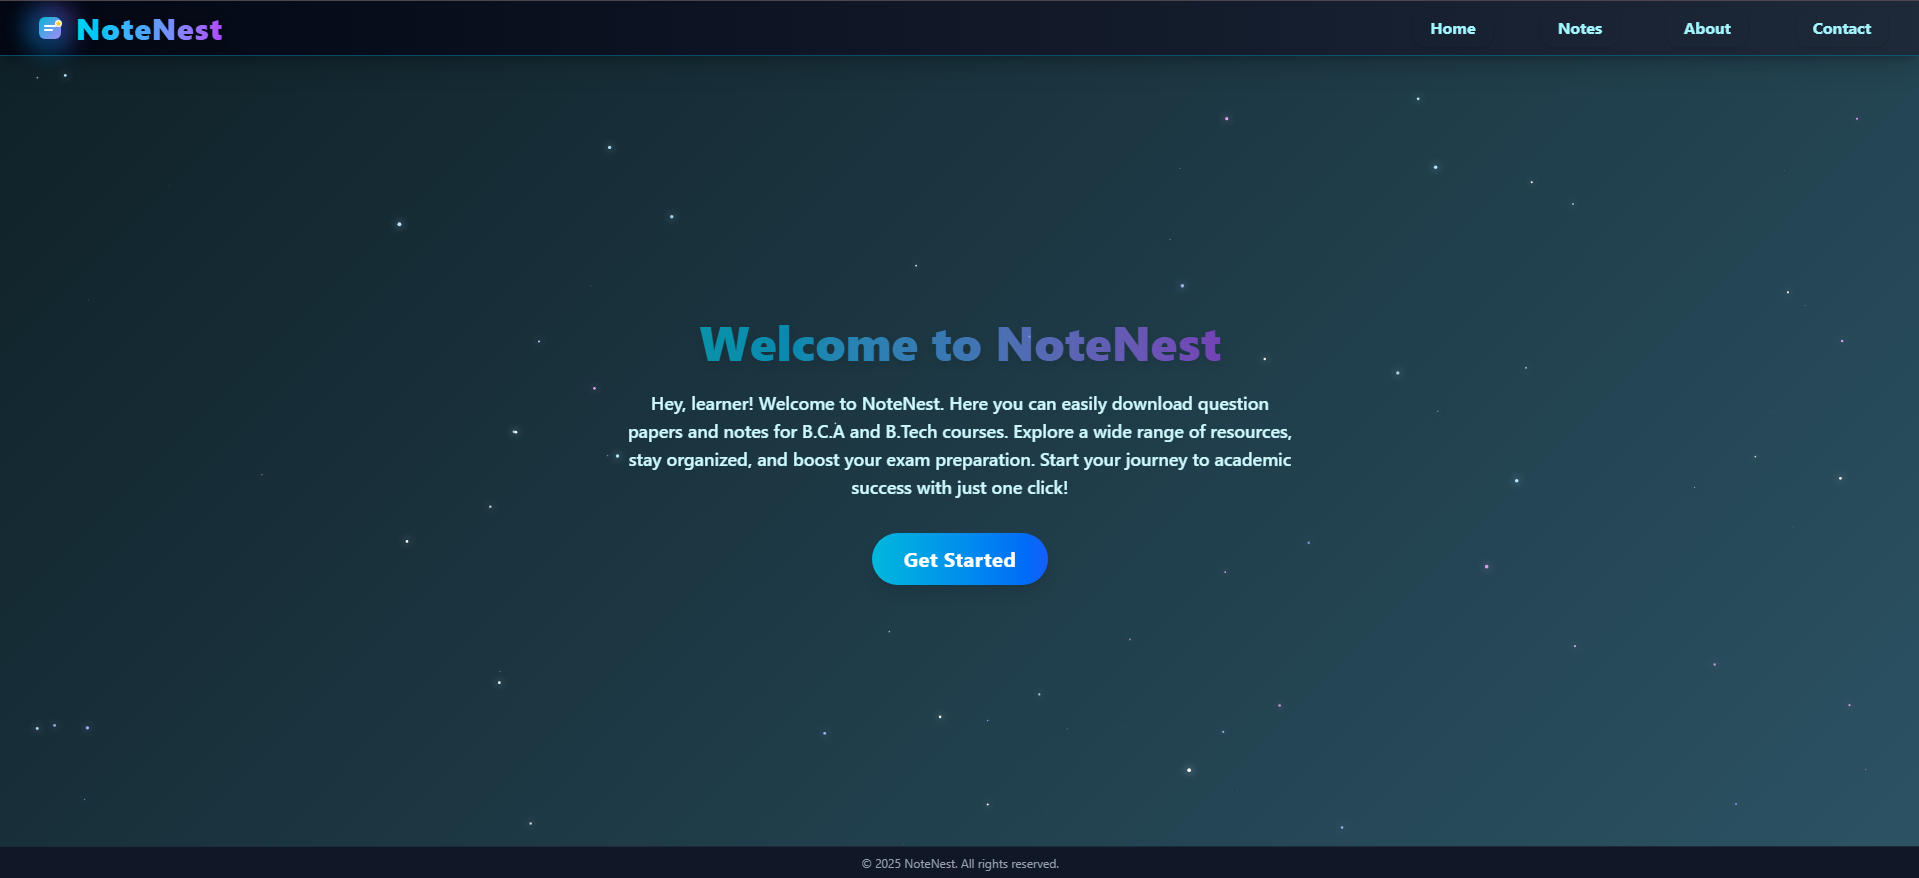 NoteNest
Home Notes About Contact
Welcome to NoteNest
Hey, learner! Welcome to NoteNest. Here you can easily download question
papers and notes for B.C.A and B.Tech courses. Explore a wide range of resources,
stay organized, and boost your exam preparation. Start your journey to academic
success with just one click!
Get Started
© 2025 NoteNest. All rights reserved.